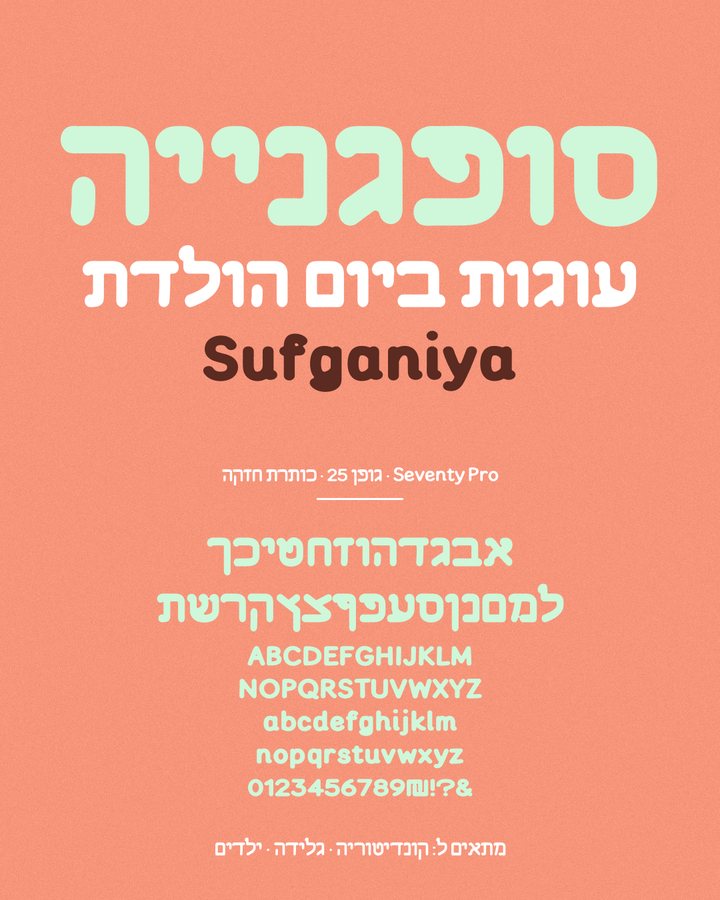 סופגנייה
עוגות ביום הולדת
Sufganiya
Seventy Pro · גופן 25 · כותרת חזקה
אבגדהוזחטיכך
למםנןסעפףצץקרשת
ABCDEFGHIJKLM
NOPQRSTUVWXYZ
abcdefghijklm
nopqrstuvwxyz
0123456789₪!?&
מתאים ל: קונדיטוריה · גלידה · ילדים